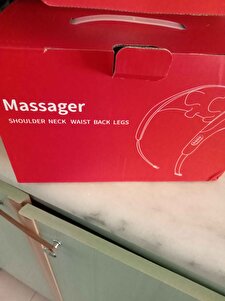 Massager
SHOULDER NECK WAIST BACK LEGS